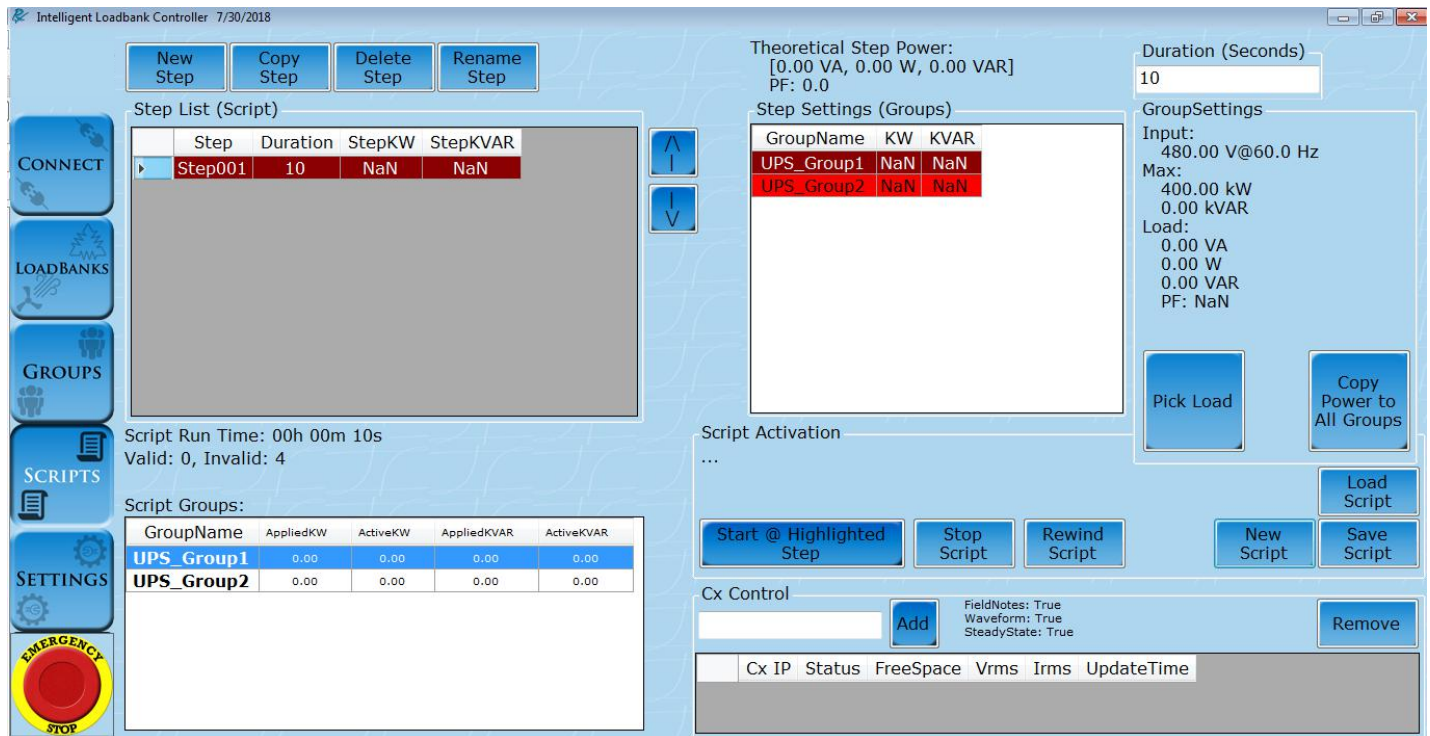 Intelligent Loadbank Controller 7/30/2018
New Step
Copy Step
Delete Step
Rename Step
Theoretical Step Power:
[0.00 VA, 0.00 W, 0.00 VAR]
PF: 0.0
Duration (Seconds)
10
CONNECT
LOADBANKS
GROUPS
SCRIPTS
SETTINGS
EMERGENCY
STOP
Step List (Script)
Step Duration StepKW StepKVAR
Step001 10 NaN NaN
/\
|
|
\/
Step Settings (Groups)
GroupName KW KVAR
UPS_Group1 NaN NaN
UPS_Group2 NaN NaN
GroupSettings
Input:
480.00 V@60.0 Hz
Max:
400.00 kW
0.00 kVAR
Load:
0.00 VA
0.00 W
0.00 VAR
PF: NaN
Pick Load
Copy
Power to
All Groups
Script Run Time: 00h 00m 10s
Valid: 0, Invalid: 4
Script Groups:
GroupName AppliedKW ActiveKW AppliedKVAR ActiveKVAR
UPS_Group1 0.00 0.00 0.00 0.00
UPS_Group2 0.00 0.00 0.00 0.00
Script Activation
...
Load
Script
Start @ Highlighted
Step
Stop
Script
Rewind
Script
New
Script
Save
Script
Cx Control
Add
FieldNotes: True
Waveform: True
SteadyState: True
Remove
Cx IP Status FreeSpace Vrms Irms UpdateTime